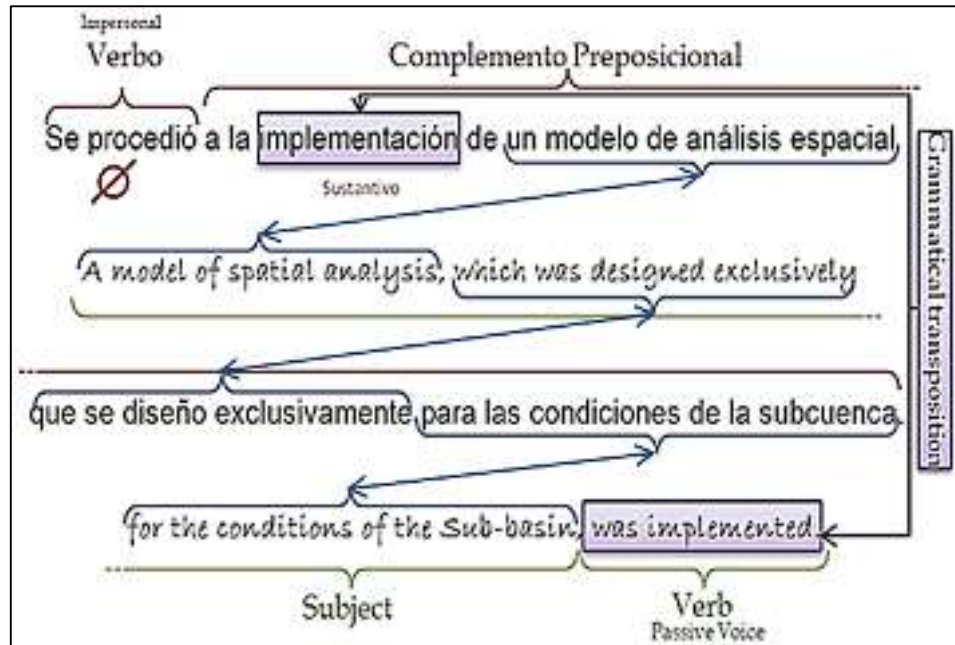 Impersonal
Verbo
Complemento Preposicional
Se procedió a la implementación de un modelo de análisis espacial
Ø
Sustantivo
A model of spatial analysis, which was designed exclusively
que se diseño exclusivamente para las condiciones de la subcuenca
for the conditions of the Sub-basin, was implemented
Subject
Verb
Passive Voice
Grammatical transposition